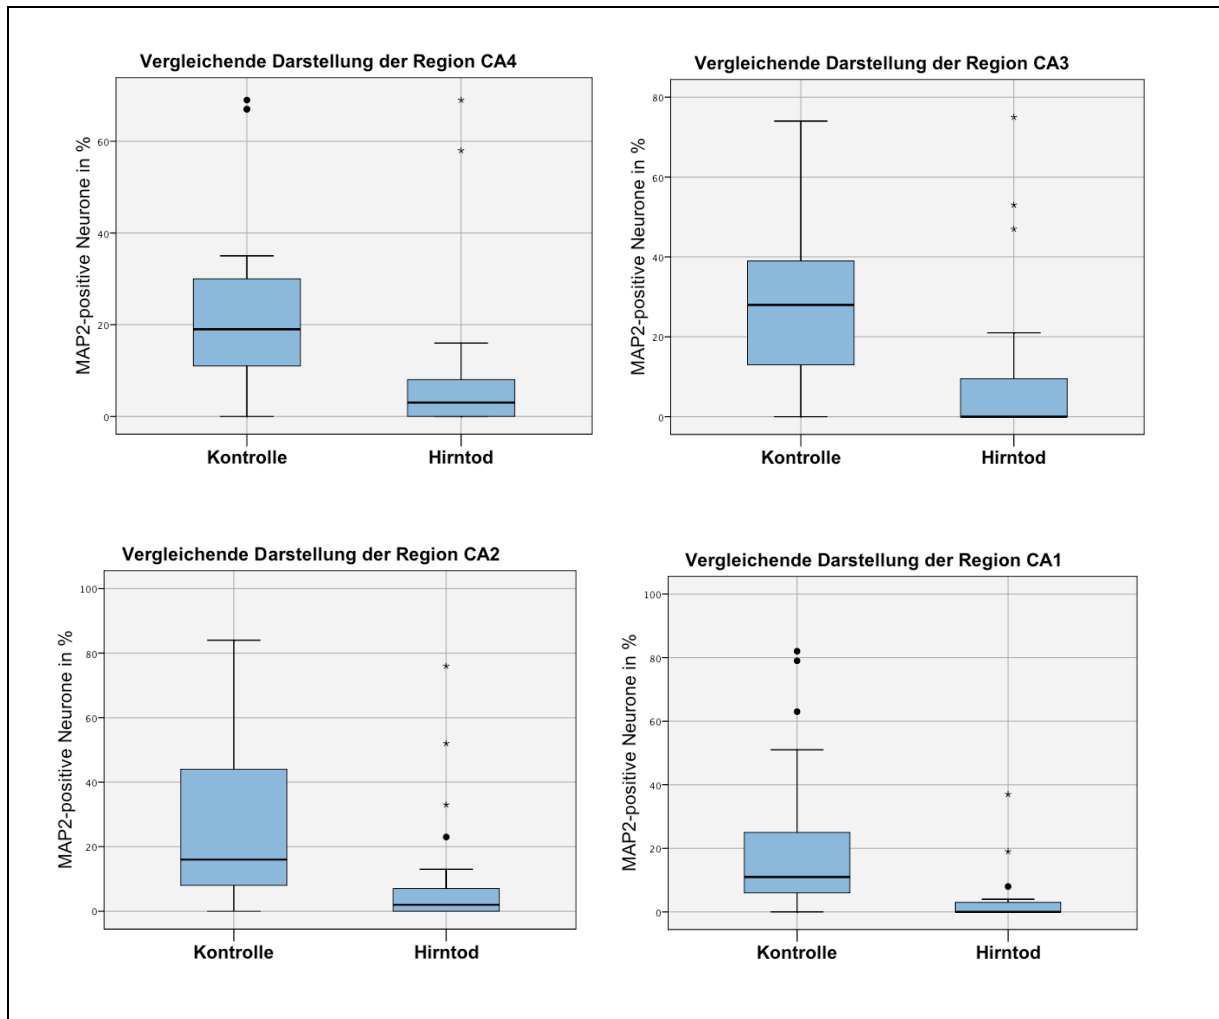 Vergleichende Darstellung der Region CA4
MAP2-positive Neurone in %
60
40
20
0
Kontrolle Hirntod
Vergleichende Darstellung der Region CA3
MAP2-positive Neurone in %
80
60
40
20
0
Kontrolle Hirntod
Vergleichende Darstellung der Region CA2
MAP2-positive Neurone in %
100
80
60
40
20
0
Kontrolle Hirntod
Vergleichende Darstellung der Region CA1
MAP2-positive Neurone in %
100
80
60
40
20
0
Kontrolle Hirntod